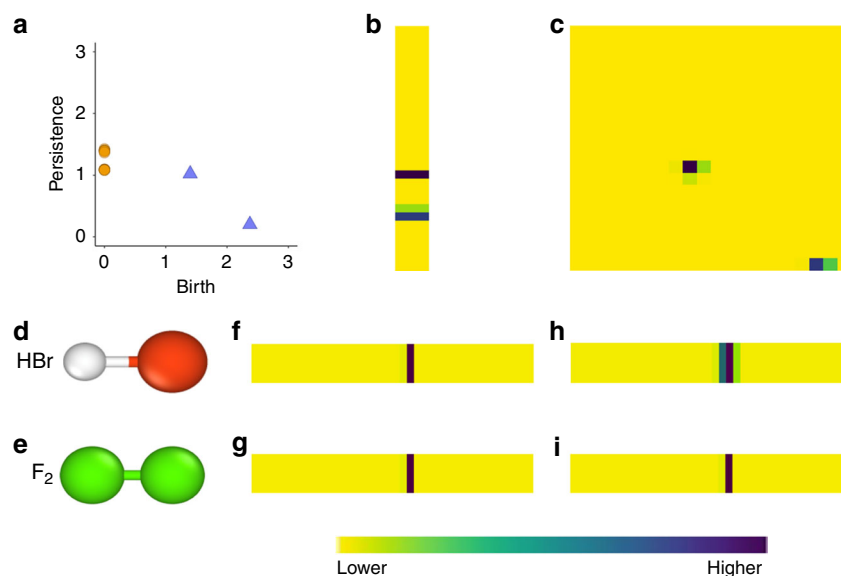 a
b
c
3
2
1
0
Persistence
0 1 2 3
Birth
d
HBr
f
h
e
F₂
g
i
Lower
Higher